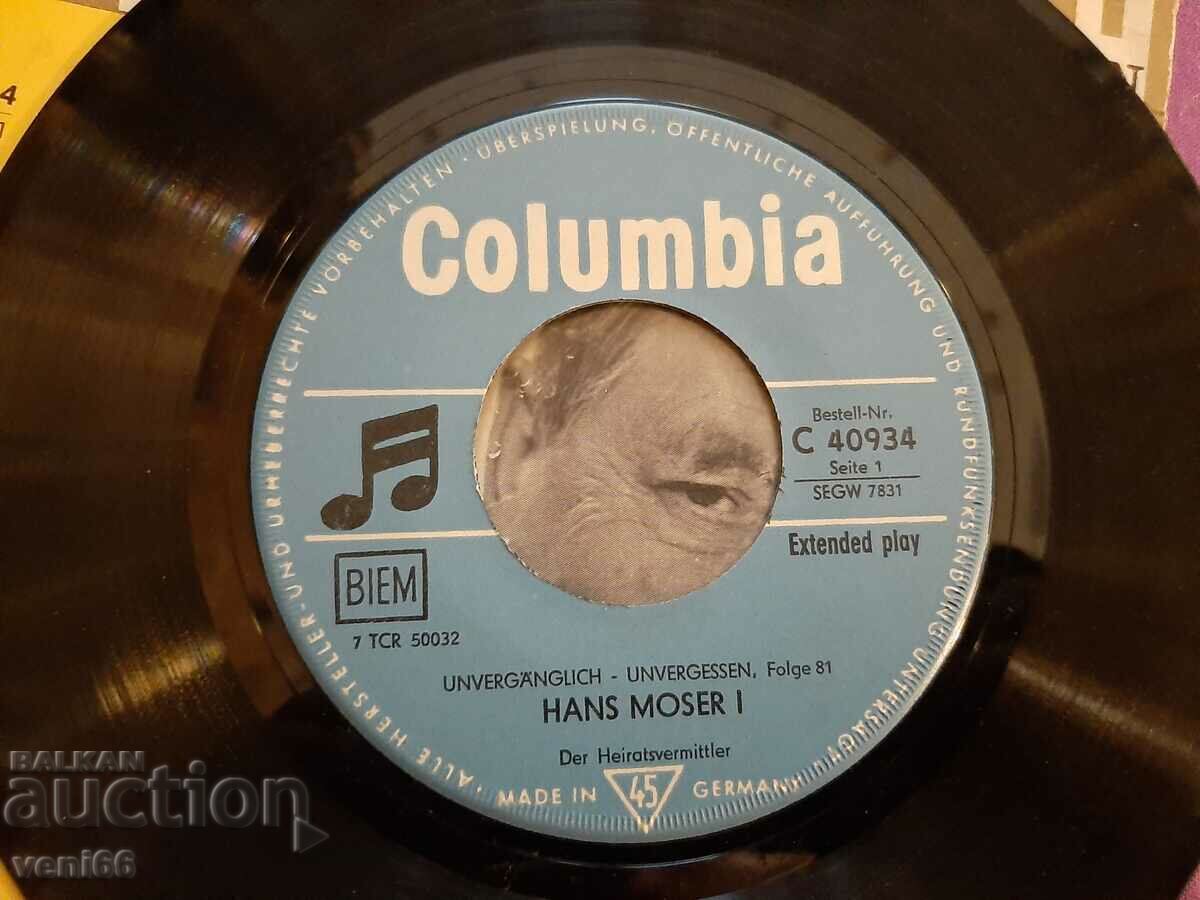 ALLE HERSTELLER-UND URHEBERRECHTE VORBEHALTEN · ÜBERSPIELUNG, ÖFFENTLICHE AUFFÜHRUNG UND RUNDFUNKSENDUNG UNTERSAGT ·
Columbia
Bestell-Nr.
C 40934
Seite 1
SEGW 7831
Extended play
BIEM
7 TCR 50032
UNVERGÄNGLICH - UNVERGESSEN, Folge 81
HANS MOSER I
Der Heiratsvermittler
MADE IN 45 GERMANY
4
BALKAN
auction
veni66